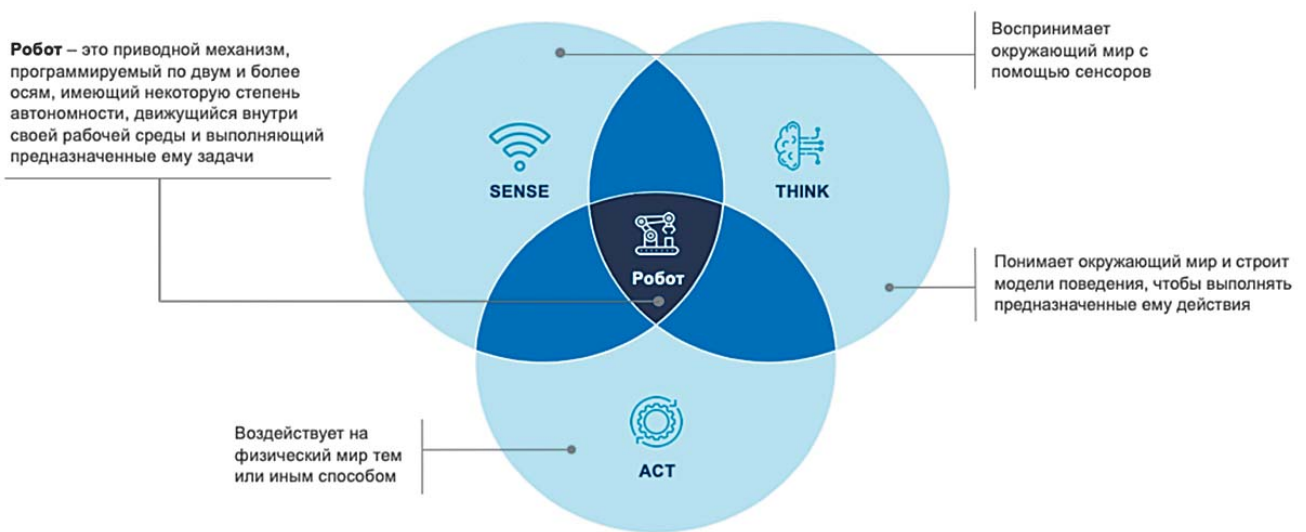 Робот – это приводной механизм,
программируемый по двум и более
осям, имеющий некоторую степень
автономности, движущийся внутри
своей рабочей среды и выполняющий
предназначенные ему задачи
Воспринимает
окружающий мир с
помощью сенсоров
SENSE
THINK
Робот
Понимает окружающий мир и строит
модели поведения, чтобы выполнять
предназначенные ему действия
Воздействует на
физический мир тем
или иным способом
ACT